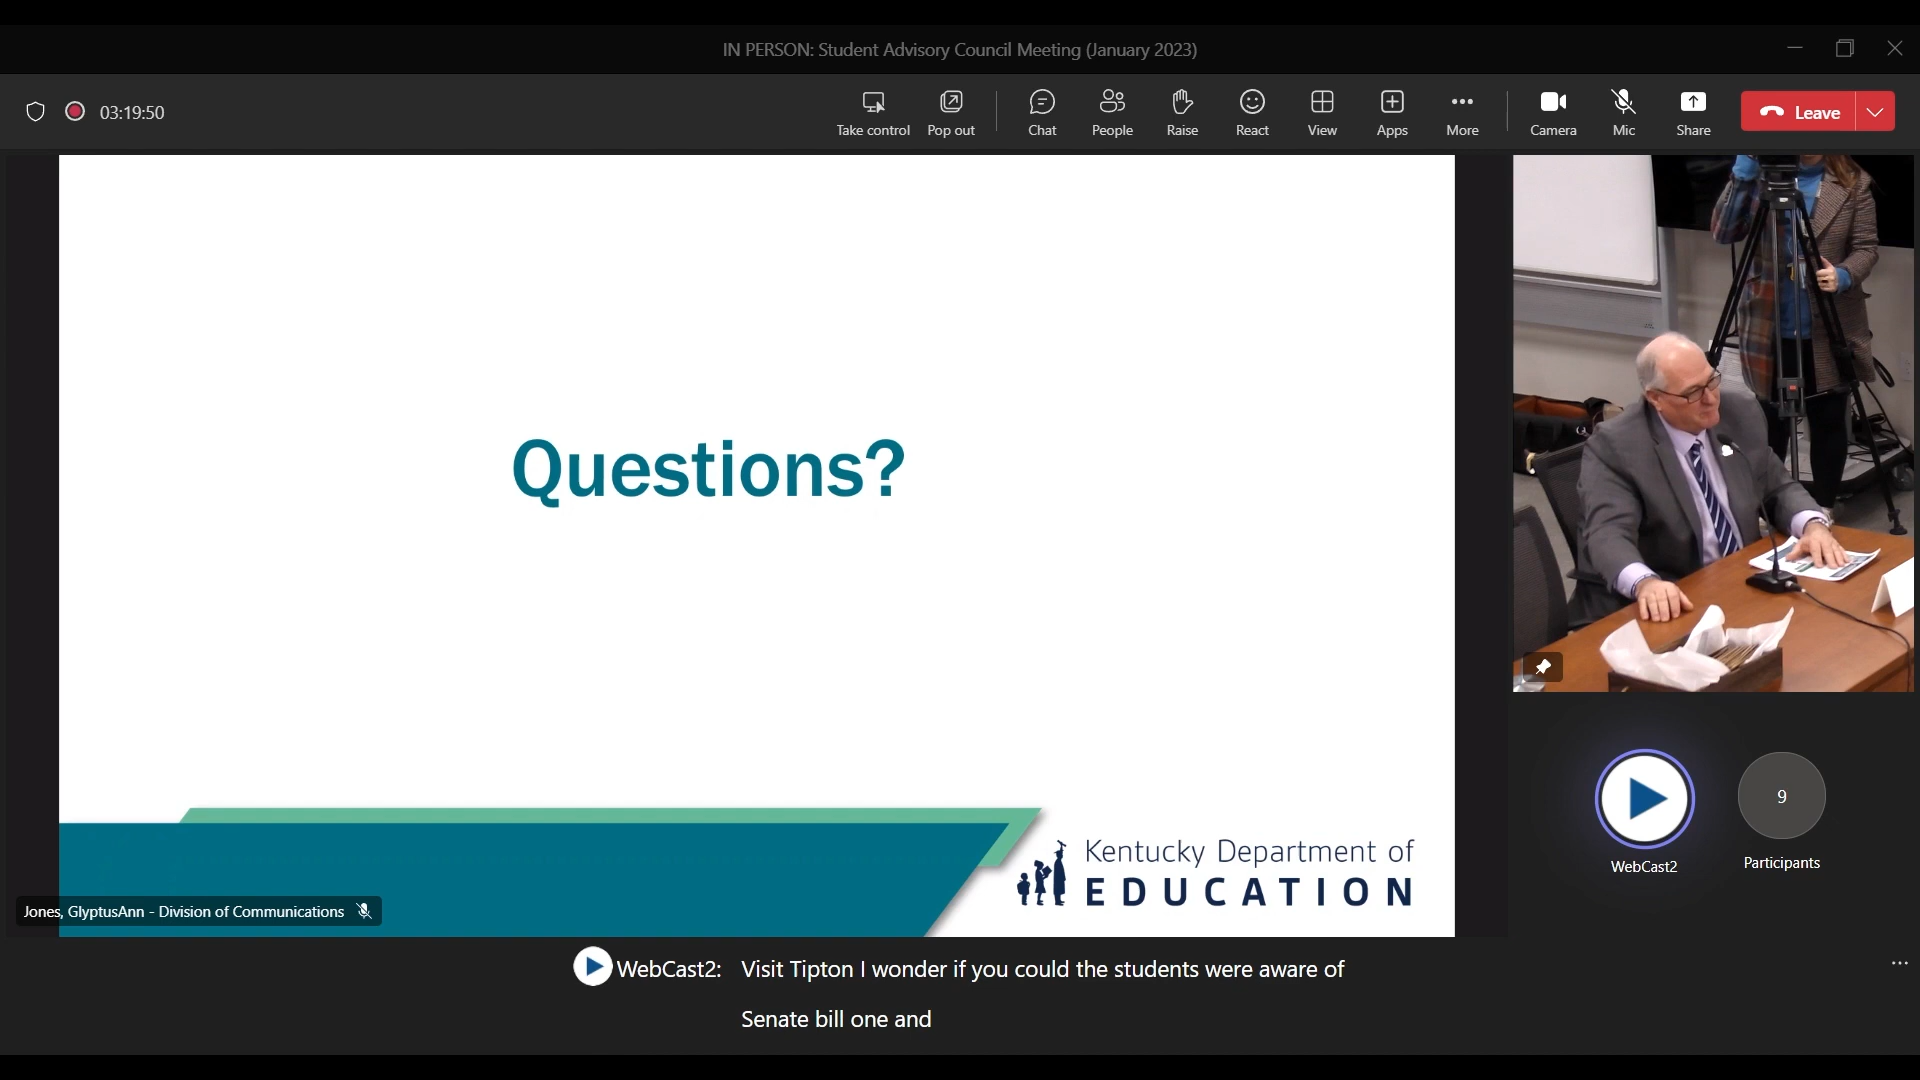 IN PERSON: Student Advisory Council Meeting (January 2023)
03:19:50
Take control
Pop out
Chat
People
Raise
React
View
Apps
More
Camera
Mic
Share
Leave
Questions?
Kentucky Department of
EDUCATION
Jones, GlyptusAnn - Division of Communications
9
WebCast2
Participants
WebCast2: Visit Tipton I wonder if you could the students were aware of
Senate bill one and